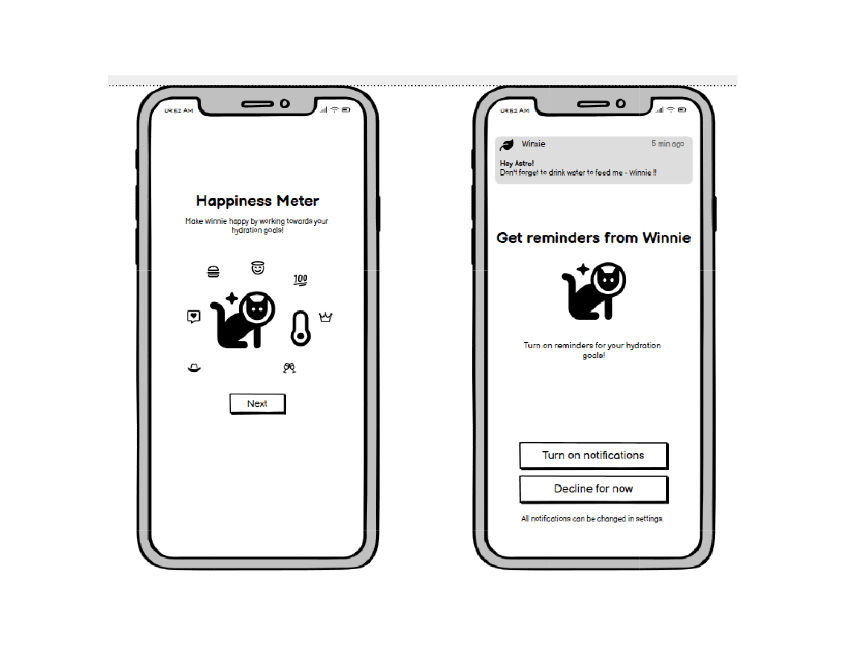 08:52 AM
Happiness Meter
Make Winnie happy by working towards your
hydration goals!
100
Next
08:52 AM
Winnie
5 min ago
Hey Astro!
Don't forget to drink water to feed me - Winnie !!
Get reminders from Winnie
Turn on reminders for your hydration
goals!
Turn on notifications
Decline for now
All notifications can be changed in settings.